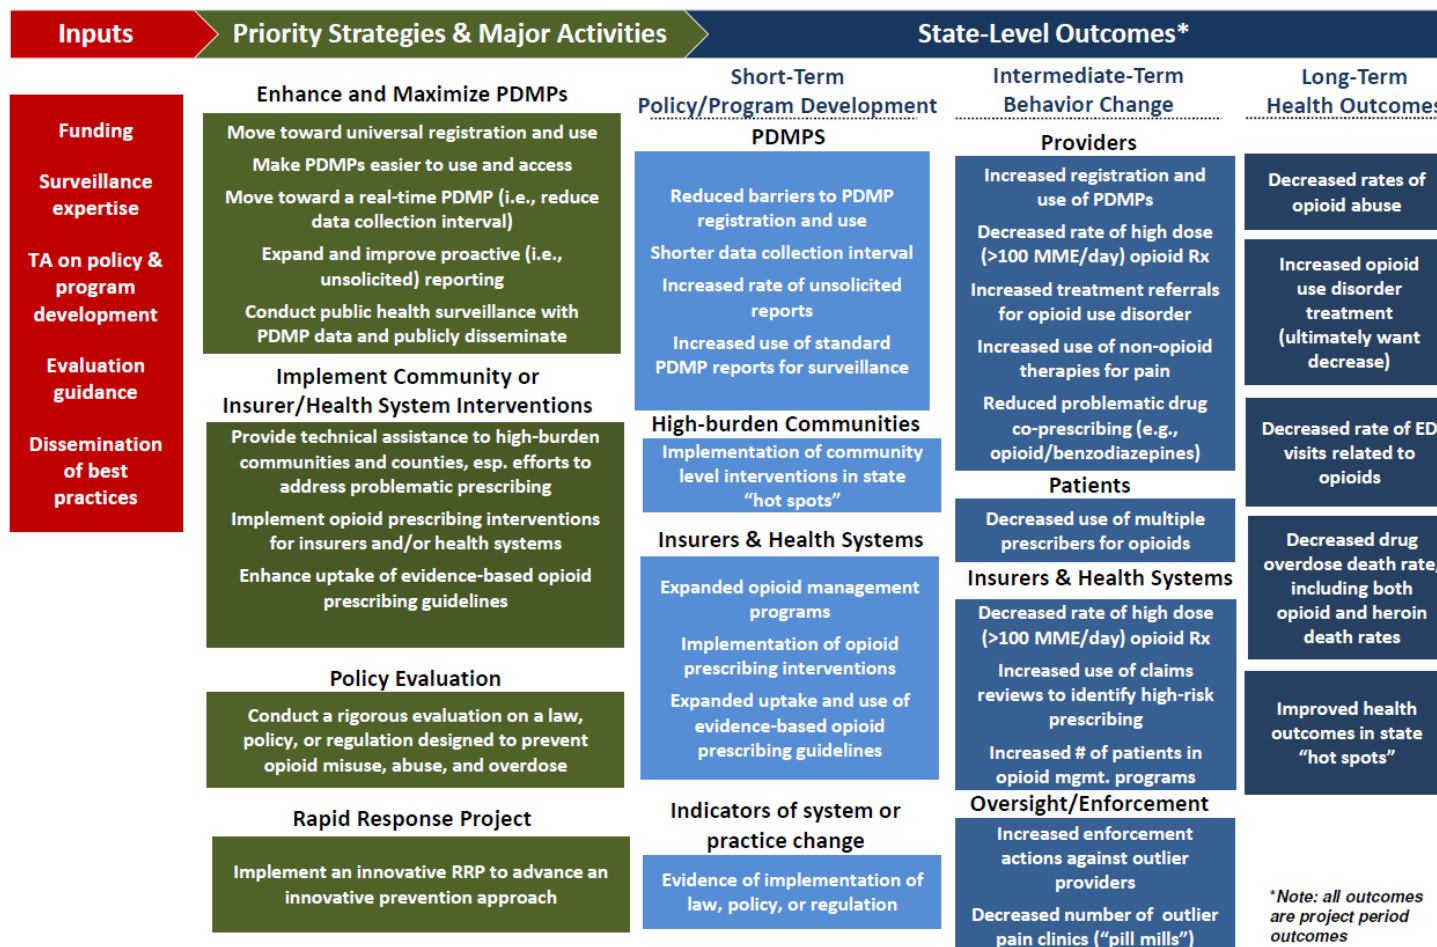 Inputs
Priority Strategies & Major Activities
State-Level Outcomes*
Funding
Surveillance
expertise
TA on policy &
program
development
Evaluation
guidance
Dissemination
of best
practices
Enhance and Maximize PDMPs
Move toward universal registration and use
Make PDMPs easier to use and access
Move toward a real-time PDMP (i.e., reduce
data collection interval)
Expand and improve proactive (i.e.,
unsolicited) reporting
Conduct public health surveillance with
PDMP data and publicly disseminate
Implement Community or
Insurer/Health System Interventions
Provide technical assistance to high-burden
communities and counties, esp. efforts to
address problematic prescribing
Implement opioid prescribing interventions
for insurers and/or health systems
Enhance uptake of evidence-based opioid
prescribing guidelines
Policy Evaluation
Conduct a rigorous evaluation on a law,
policy, or regulation designed to prevent
opioid misuse, abuse, and overdose
Rapid Response Project
Implement an innovative RRP to advance an
innovative prevention approach
Short-Term
Policy/Program Development
PDMPS
Reduced barriers to PDMP
registration and use
Shorter data collection interval
Increased rate of unsolicited
reports
Increased use of standard
PDMP reports for surveillance
High-burden Communities
Implementation of community
level interventions in state
“hot spots”
Insurers & Health Systems
Expanded opioid management
programs
Implementation of opioid
prescribing interventions
Expanded uptake and use of
evidence-based opioid
prescribing guidelines
Indicators of system or
practice change
Evidence of implementation of
law, policy, or regulation
Intermediate-Term
Behavior Change
Providers
Increased registration and
use of PDMPs
Decreased rate of high dose
(>100 MME/day) opioid Rx
Increased treatment referrals
for opioid use disorder
Increased use of non-opioid
therapies for pain
Reduced problematic drug
co-prescribing (e.g.,
opioid/benzodiazepines)
Patients
Decreased use of multiple
prescribers for opioids
Insurers & Health Systems
Decreased rate of high dose
(>100 MME/day) opioid Rx
Increased use of claims
reviews to identify high-risk
prescribing
Increased # of patients in
opioid mgmt. programs
Oversight/Enforcement
Increased enforcement
actions against outlier
providers
Decreased number of outlier
pain clinics (“pill mills”)
Long-Term
Health Outcomes
Decreased rates of
opioid abuse
Increased opioid
use disorder
treatment
(ultimately want
decrease)
Decreased rate of ED
visits related to
opioids
Decreased drug
overdose death rate,
including both
opioid and heroin
death rates
Improved health
outcomes in state
“hot spots”
*Note: all outcomes
are project period
outcomes